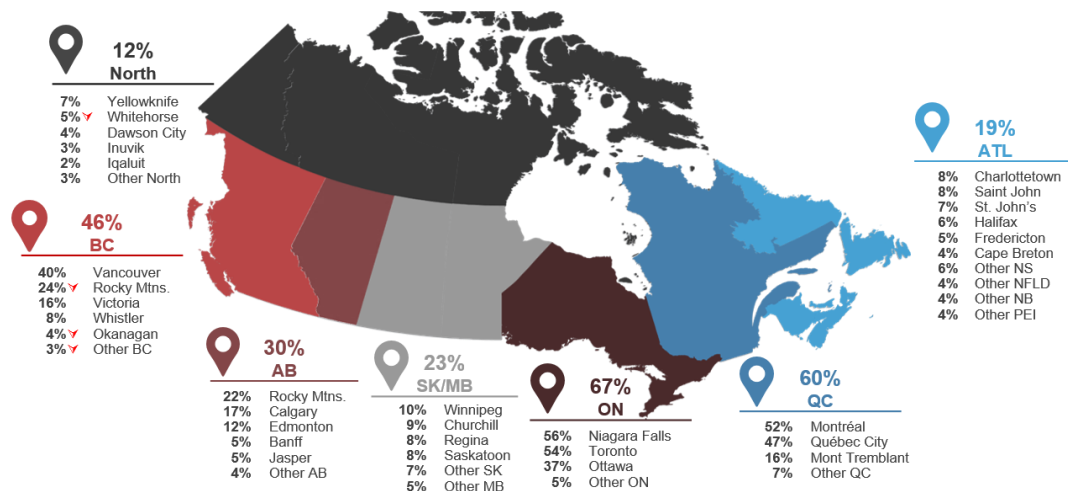 12%
North
7% Yellowknife
5% Whitehorse
4% Dawson City
3% Inuvik
2% Iqaluit
3% Other North
46%
BC
40% Vancouver
24% Rocky Mtns.
16% Victoria
8% Whistler
4% Okanagan
3% Other BC
30%
AB
22% Rocky Mtns.
17% Calgary
12% Edmonton
5% Banff
5% Jasper
4% Other AB
23%
SK/MB
10% Winnipeg
9% Churchill
8% Regina
8% Saskatoon
7% Other SK
5% Other MB
67%
ON
56% Niagara Falls
54% Toronto
37% Ottawa
5% Other ON
60%
QC
52% Montréal
47% Québec City
16% Mont Tremblant
7% Other QC
19%
ATL
8% Charlottetown
8% Saint John
7% St. John's
6% Halifax
5% Fredericton
4% Cape Breton
6% Other NS
4% Other NFLD
4% Other NB
4% Other PEI